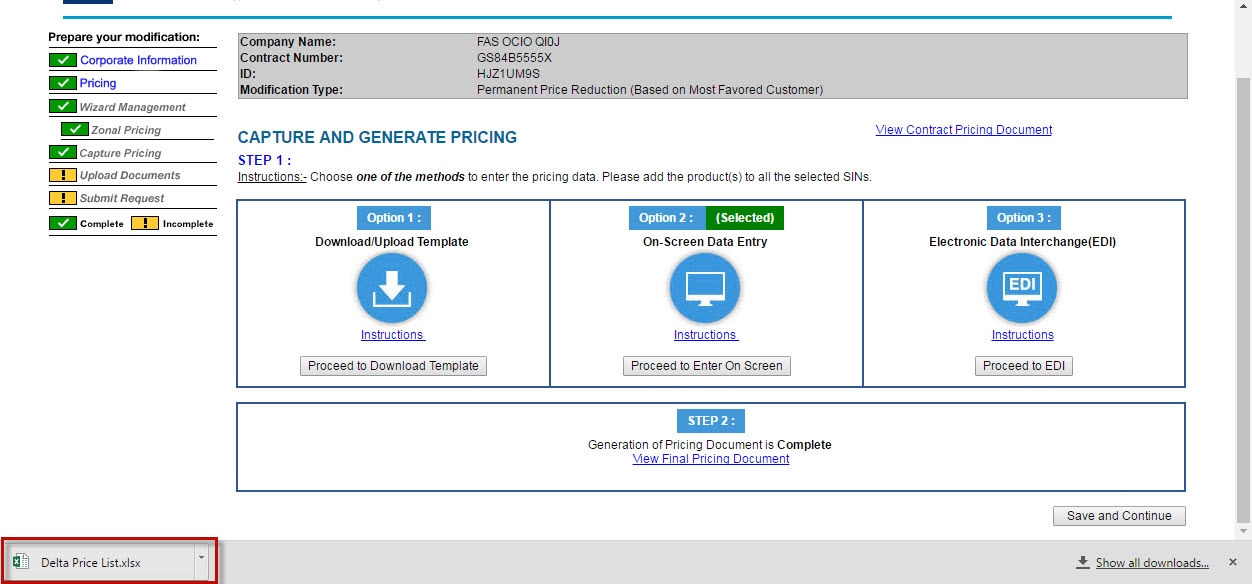 Prepare your modification:
Corporate Information
Pricing
Wizard Management
Zonal Pricing
Capture Pricing
Upload Documents
Submit Request
Complete Incomplete
Company Name: FAS OCIO QI0J
Contract Number: GS84B5555X
ID: HJZ1UM9S
Modification Type: Permanent Price Reduction (Based on Most Favored Customer)
CAPTURE AND GENERATE PRICING
View Contract Pricing Document
STEP 1 :
Instructions:- Choose one of the methods to enter the pricing data. Please add the product(s) to all the selected SINs.
Option 1 :
Download/Upload Template
Instructions
Proceed to Download Template
Option 2 : (Selected)
On-Screen Data Entry
Instructions
Proceed to Enter On Screen
Option 3 :
Electronic Data Interchange(EDI)
EDI
Instructions
Proceed to EDI
STEP 2 :
Generation of Pricing Document is Complete
View Final Pricing Document
Save and Continue
Delta Price List.xlsx
Show all downloads...